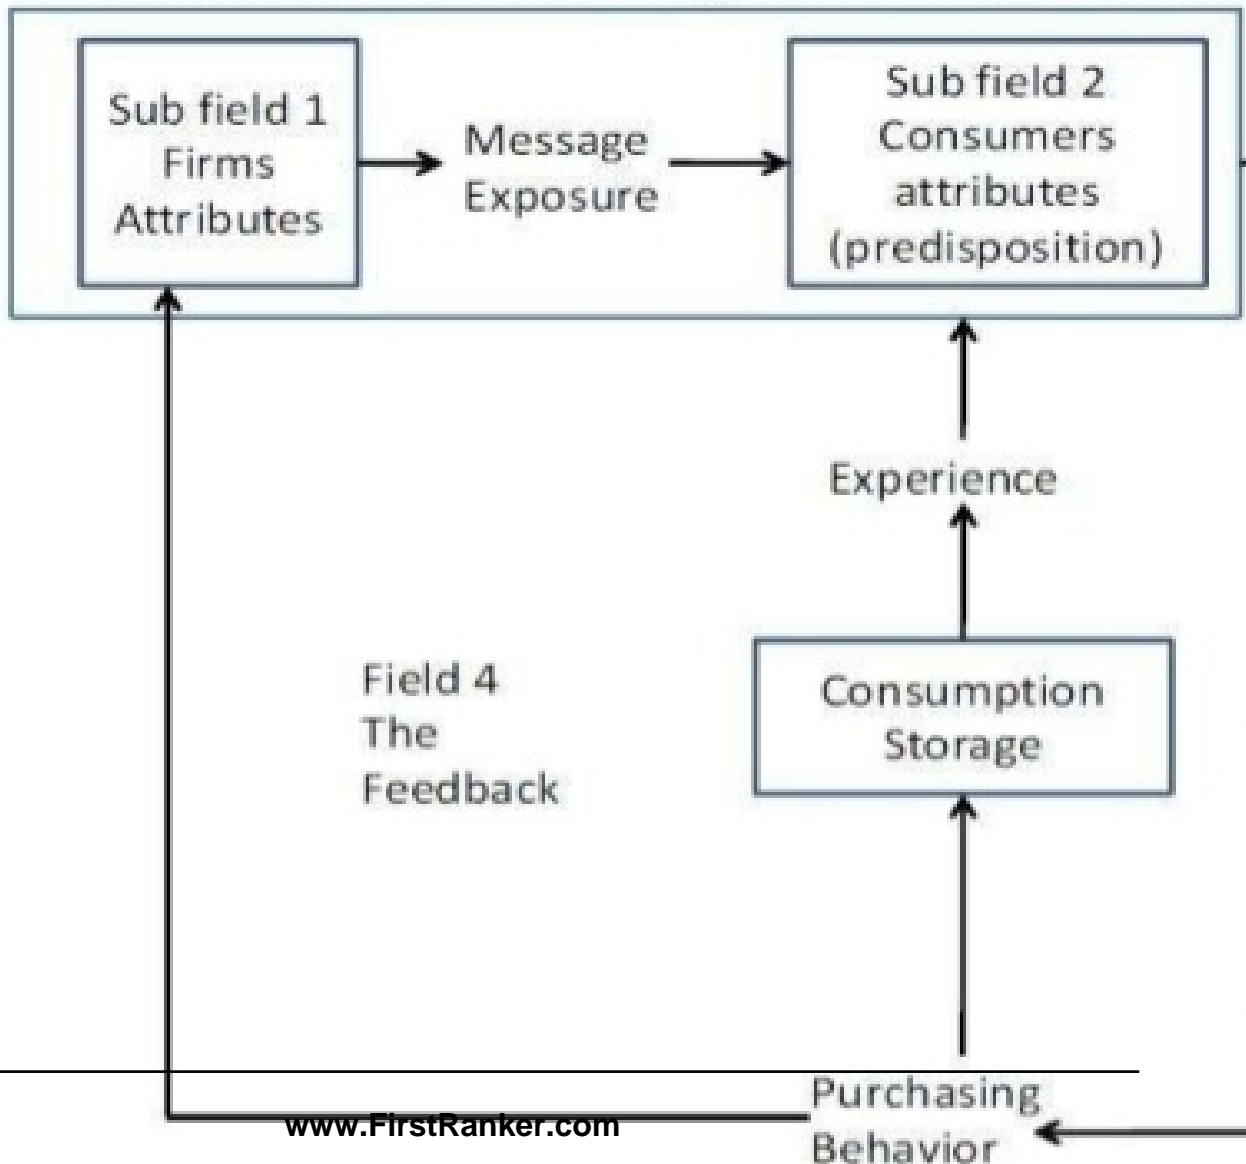 Sub field 1
Firms
Attributes
Message
Exposure
Sub field 2
Consumers
attributes
(predisposition)
Experience
Field 4
The
Feedback
Consumption
Storage
Purchasing
Behavior
www.FirstRanker.com